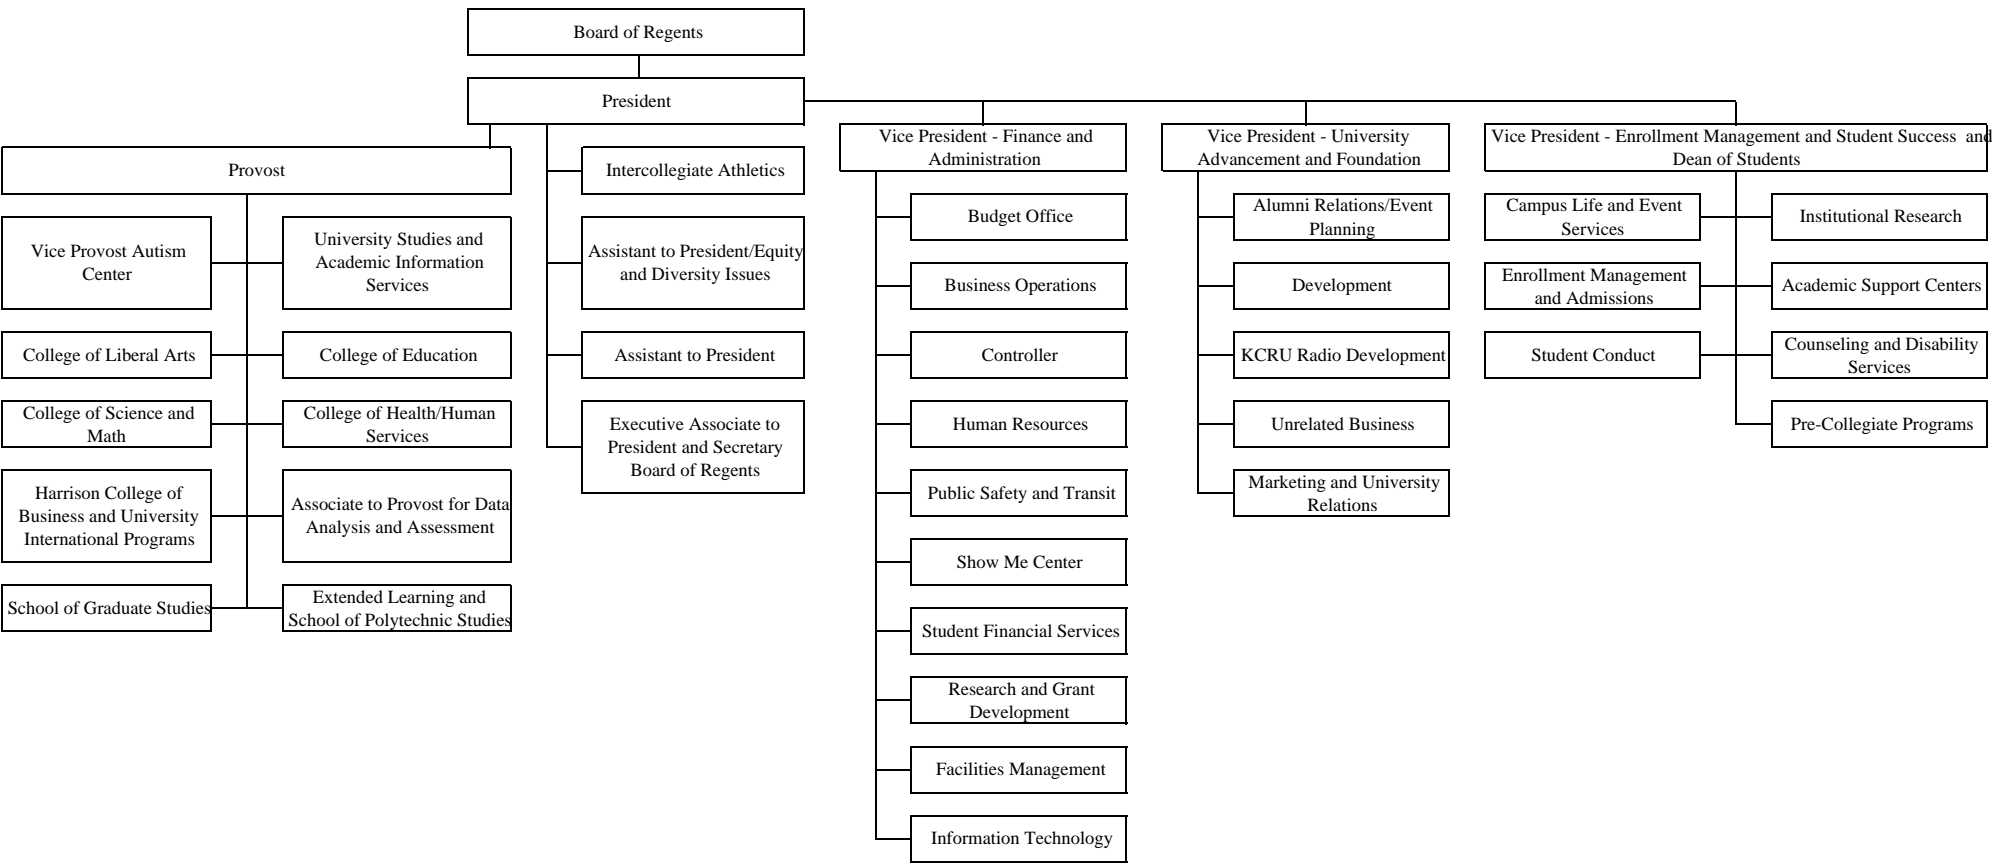 Board of Regents
President
Provost
Vice Provost Autism
Center
University Studies and
Academic Information
Services
College of Liberal Arts
College of Education
College of Science and
Math
College of Health/Human
Services
Harrison College of
Business and University
International Programs
Associate to Provost for Data
Analysis and Assessment
School of Graduate Studies
Extended Learning and
School of Polytechnic Studies
Intercollegiate Athletics
Assistant to President/Equity
and Diversity Issues
Assistant to President
Executive Associate to
President and Secretary
Board of Regents
Vice President - Finance and
Administration
Budget Office
Business Operations
Controller
Human Resources
Public Safety and Transit
Show Me Center
Student Financial Services
Research and Grant
Development
Facilities Management
Information Technology
Vice President - University
Advancement and Foundation
Alumni Relations/Event
Planning
Development
KCRU Radio Development
Unrelated Business
Marketing and University
Relations
Vice President - Enrollment Management and Student Success and
Dean of Students
Campus Life and Event
Services
Institutional Research
Enrollment Management
and Admissions
Academic Support Centers
Student Conduct
Counseling and Disability
Services
Pre-Collegiate Programs